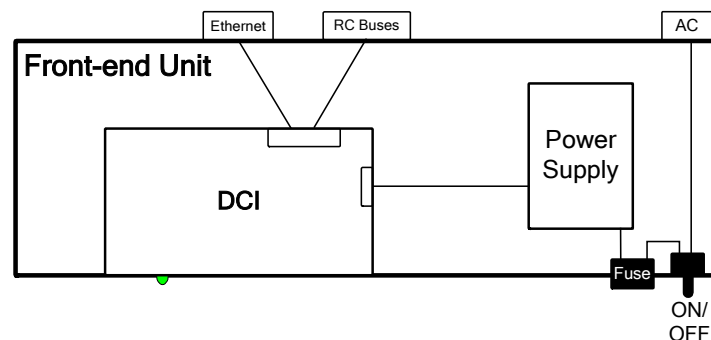 Ethernet
RC Buses
AC
Front-end Unit
Power
Supply
DCI
Fuse
ON/
OFF